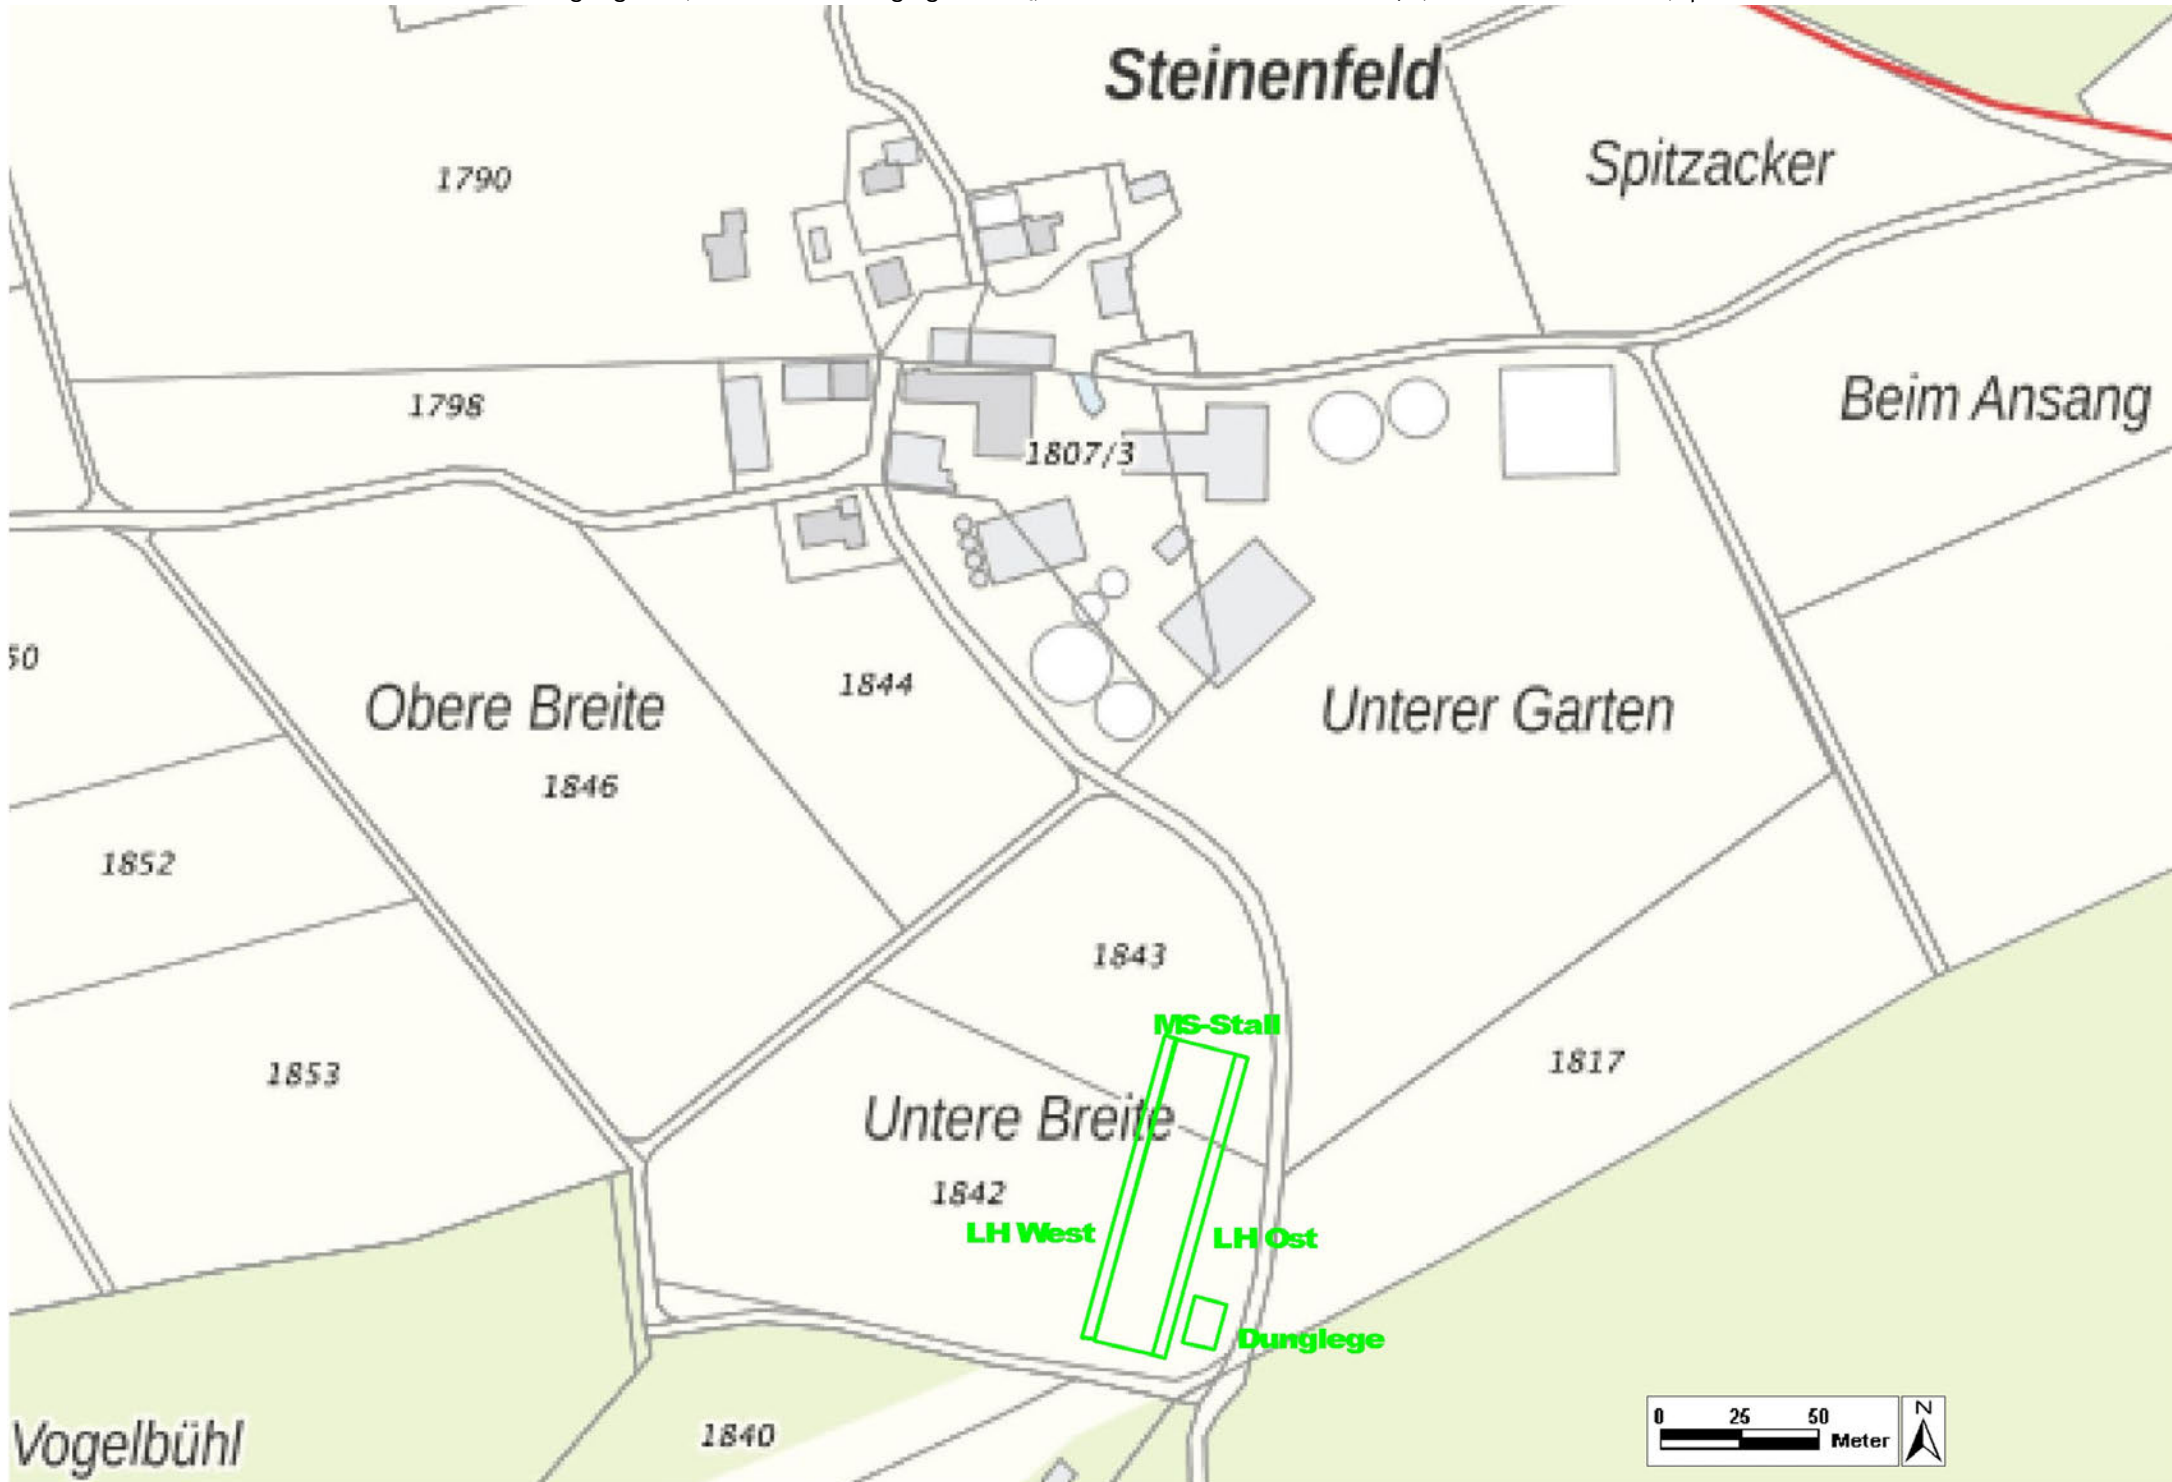 Steinenfeld
Spitzacker
1790
1798
Beim Ansang
1807/3
Obere Breite
1844
Unterer Garten
1846
1852
1843
MS-Stall
1853
1817
Untere Breite
1842
LH West
LH Ost
Dunglege
Vogelbühl
1840
0 25 50
Meter
N